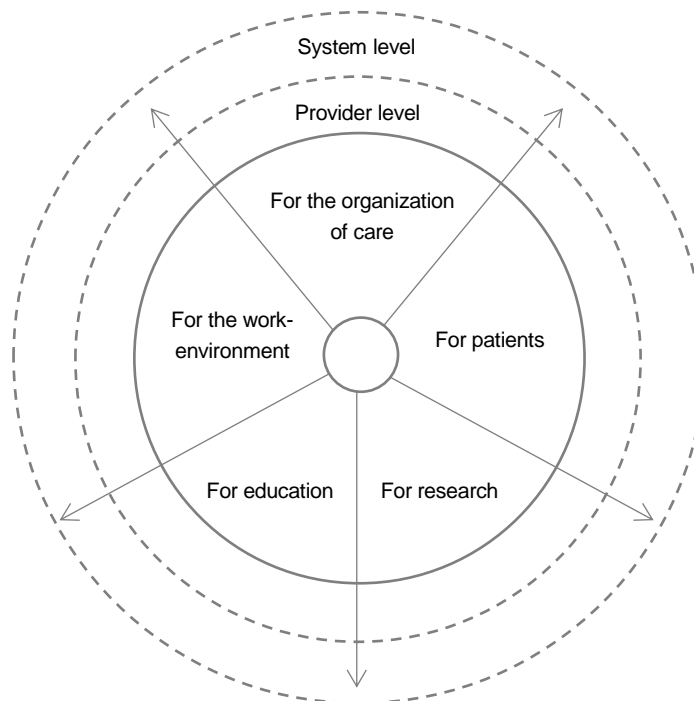 System level
Provider level
For the organization
of care
For the work-
environment
For patients
For education
For research